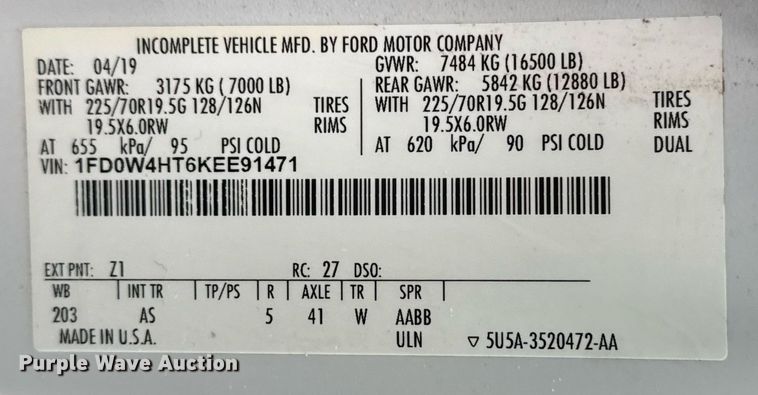 INCOMPLETE VEHICLE MFD. BY FORD MOTOR COMPANY
DATE: 04/19 GVWR: 7484 KG (16500 LB)
FRONT GAWR: 3175 KG ( 7000 LB) REAR GAWR: 5842 KG (12880 LB)
WITH 225/70R19.5G 128/126N TIRES WITH 225/70R19.5G 128/126N TIRES
19.5X6.0RW RIMS 19.5X6.0RW RIMS
AT 655 kPa/ 95 PSI COLD AT 620 kPa/ 90 PSI COLD DUAL
VIN: 1FD0W4HT6KEE91471
EXT PNT: Z1 RC: 27 DSO:
WB INT TR TP/PS R AXLE TR SPR
203 AS 5 41 W AABB
MADE IN U.S.A. ULN ▽ 5U5A-3520472-AA
Purple Wave Auction